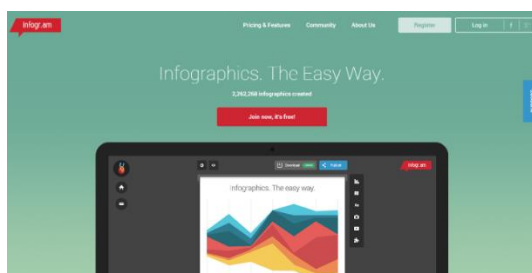 infogr.am
Pricing & Features Community About Us Register Log in
Infographics. The Easy Way.
2,262,268 infographics created
Join now, it's free!
Download Publish infogr.am
Infographics. The easy way.